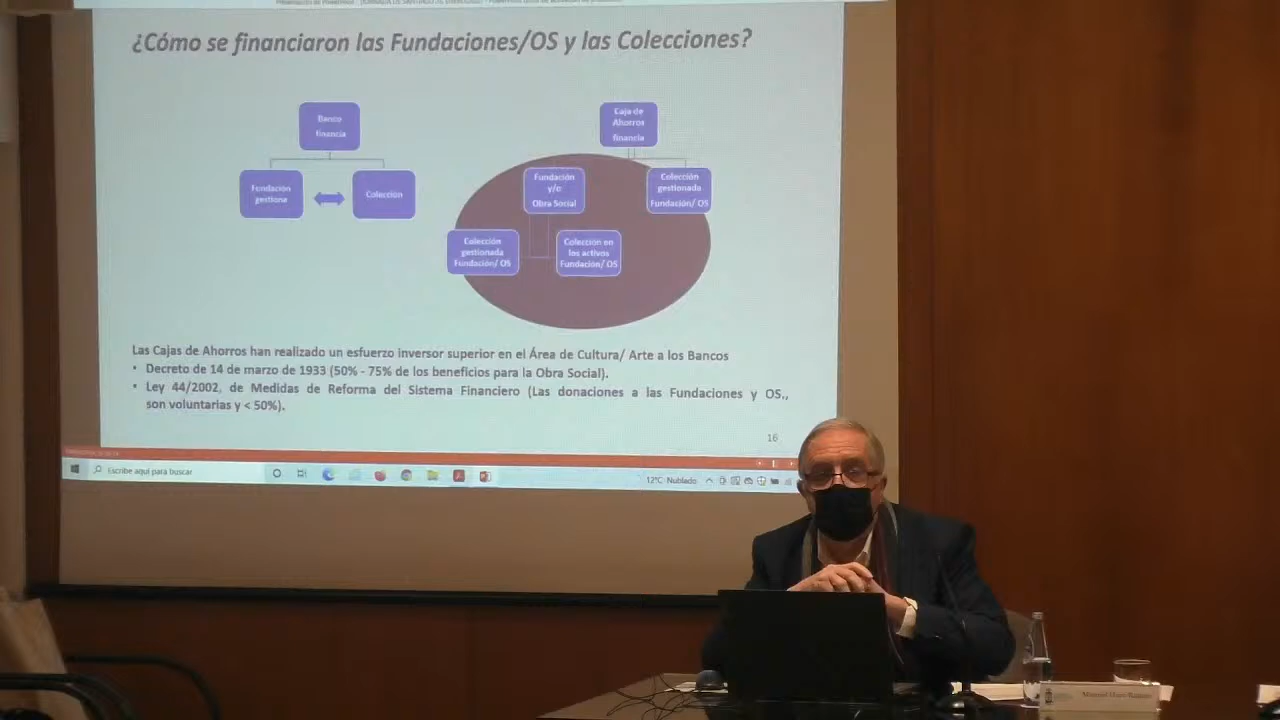 ¿Cómo se financiaron las Fundaciones/OS y las Colecciones?
Banco
financia
Fundación
gestiona
Colección
Caja de
Ahorros
financia
Fundación
y/o
Obra Social
Colección
gestionada
Fundación/ OS
Colección
gestionada
Fundación/ OS
Colección en
los activos
Fundación/ OS
Las Cajas de Ahorros han realizado un esfuerzo inversor superior en el Área de Cultura/ Arte a los Bancos
• Decreto de 14 de marzo de 1933 (50% - 75% de los beneficios para la Obra Social).
• Ley 44/2002, de Medidas de Reforma del Sistema Financiero (Las donaciones a las Fundaciones y OS.,
son voluntarias y < 50%).
16
Escribe aquí para buscar
12°C Nublado